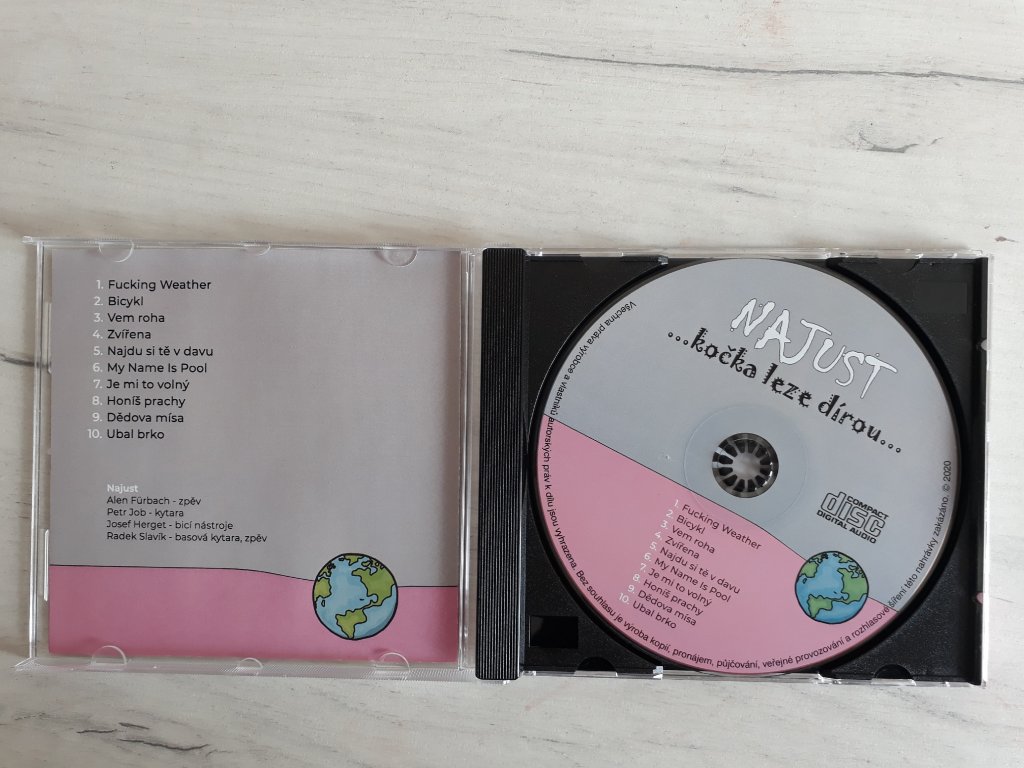 1. Fucking Weather
2. Bicykl
3. Vem roha
4. Zvířena
5. Najdu si tě v davu
6. My Name Is Pool
7. Je mi to volný
8. Honíš prachy
9. Dědova mísa
10. Ubal brko
Najust
Alen Fürbach - zpěv
Petr Job - kytara
Josef Herget - bicí nástroje
Radek Slavík - basová kytara, zpěv
NAJUST
...kočka leze dírou...
COMPACT
disc
DIGITAL AUDIO
1. Fucking Weather
2. Bicykl
3. Vem roha
4. Zvířena
5. Najdu si tě v davu
6. My Name Is Pool
7. Je mi to volný
8. Honíš prachy
9. Dědova mísa
10. Ubal brko
Všechna práva výrobce a vlastníků autorských práv k dílu jsou vyhrazena. Bez souhlasu je výroba kopií, pronájem, půjčování, veřejné provozování a rozhlasové šíření této nahrávky zakázáno. © 2020